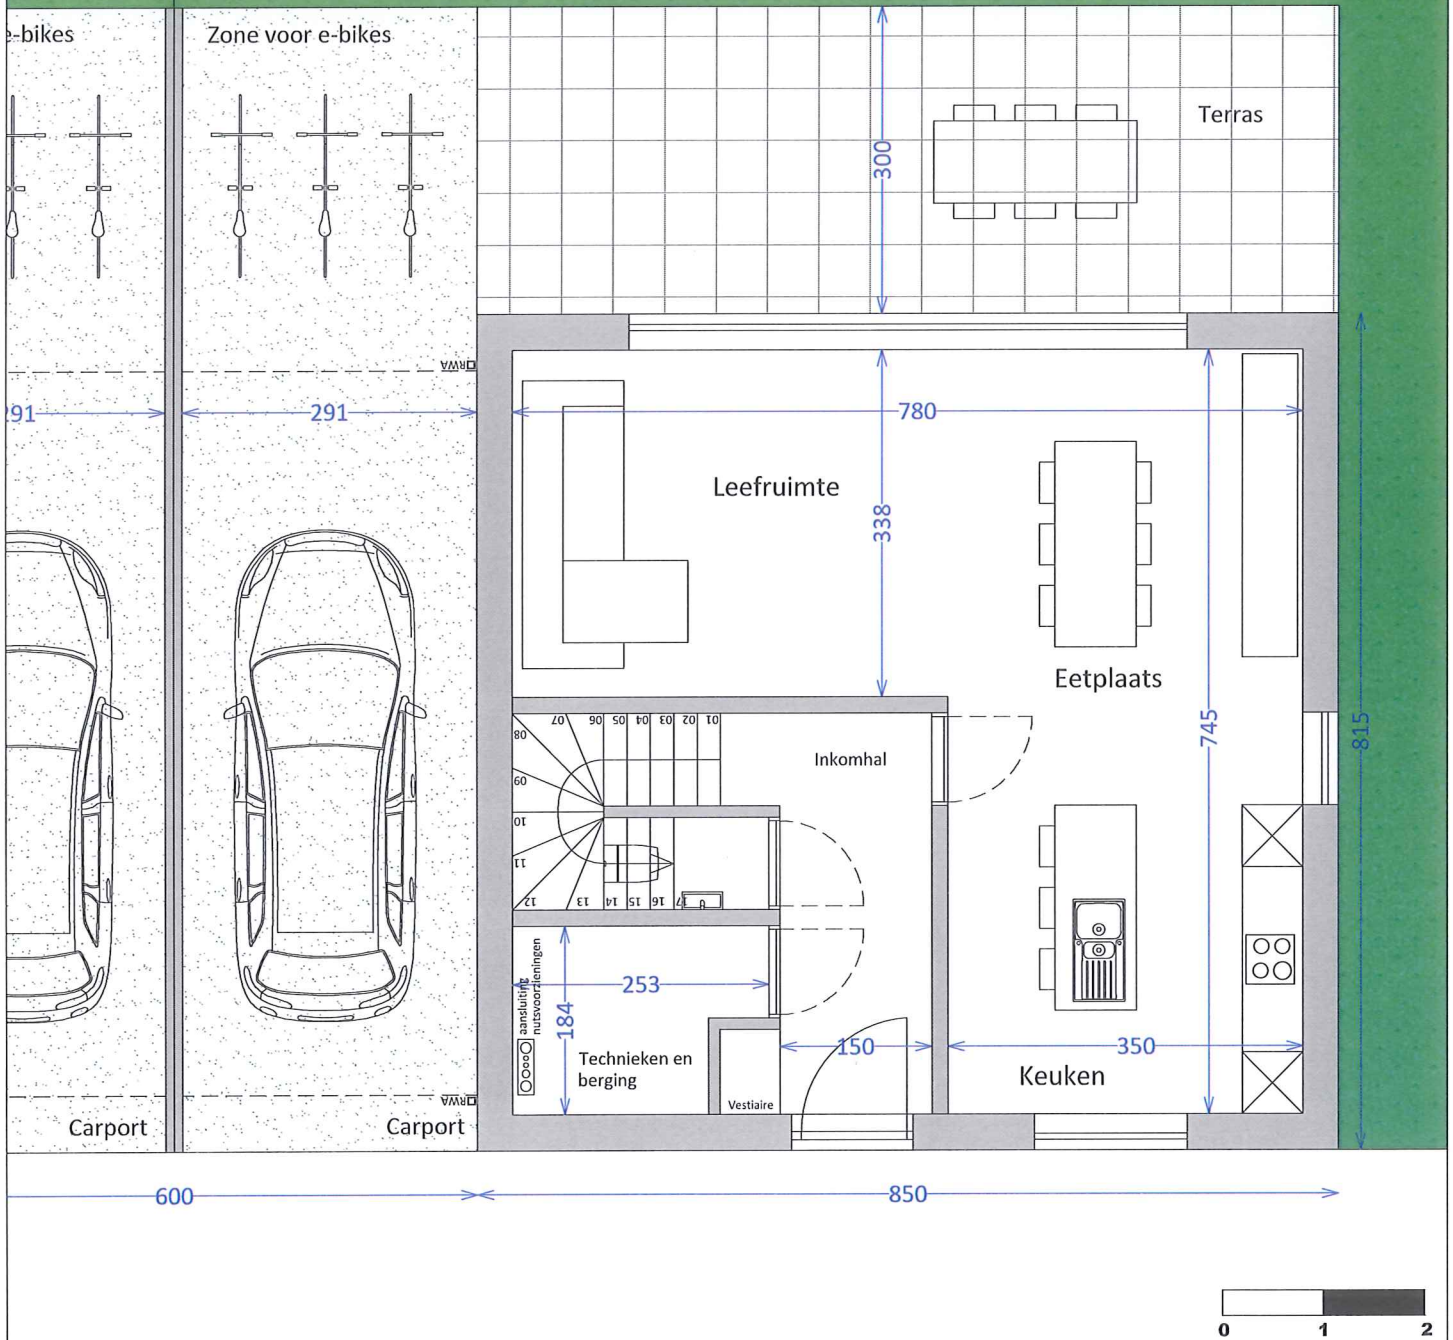 e-bikes
Zone voor e-bikes
Terras
300
RWA
291
291
780
Leefruimte
338
Eetplaats
745
815
01
02
03
04
05
06
07
08
09
10
11
12
13
14
15
16
17
Inkomhal
aansluiting
nutsvoorzieningen
253
184
Technieken en
berging
Vestiaire
150
350
Keuken
RWA
Carport
Carport
600
850
0 1 2